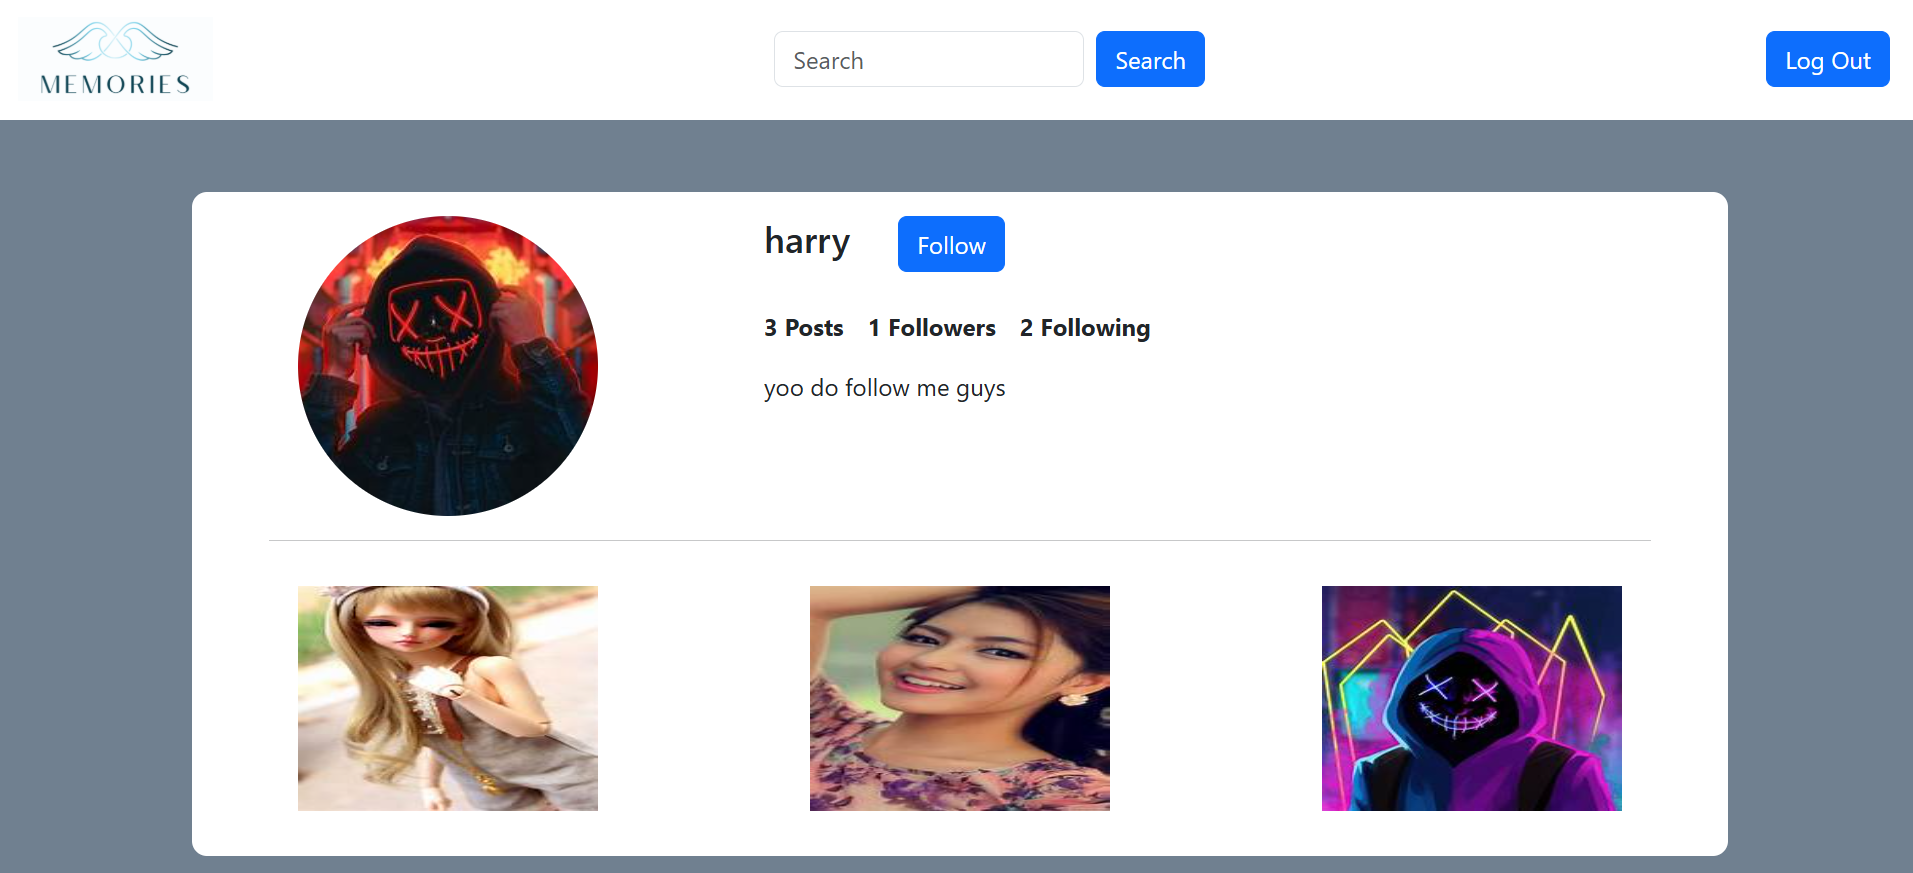 MEMORIES
Search
Search
Log Out
harry
Follow
3 Posts 1 Followers 2 Following
yoo do follow me guys